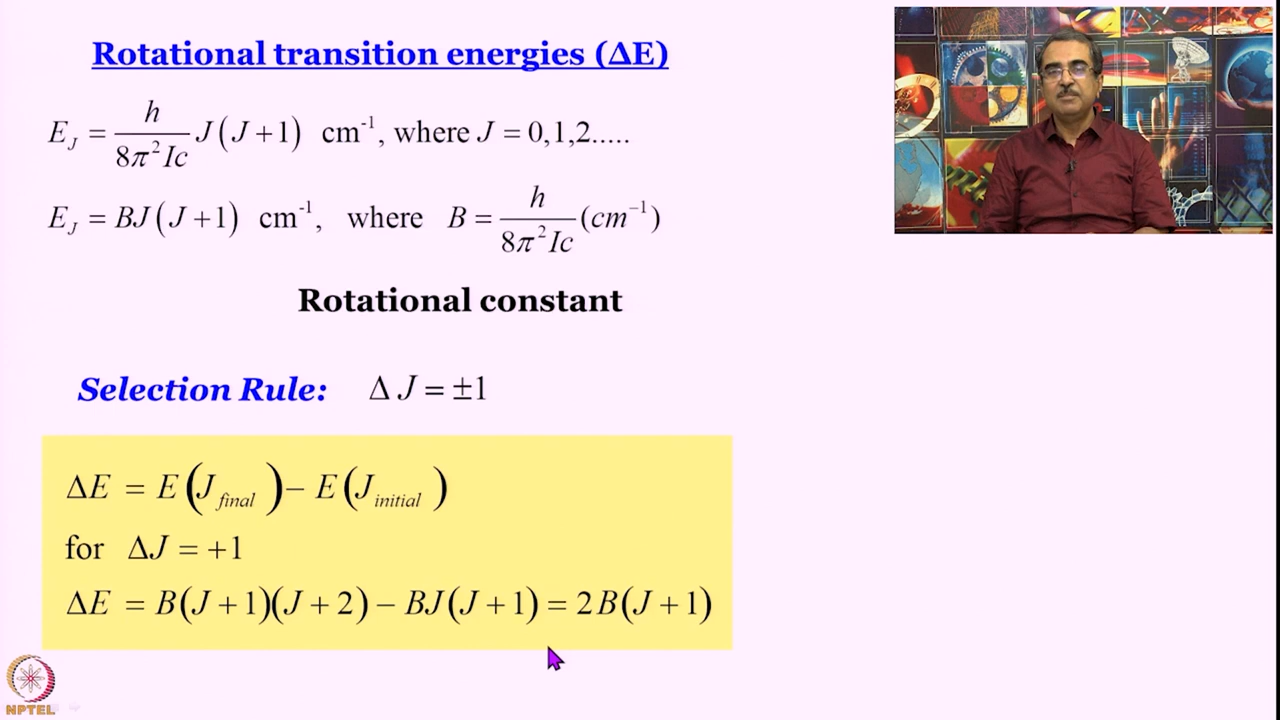 Rotational transition energies (ΔE)
E_J = h / 8π²Ic J(J+1) cm⁻¹, where J = 0,1,2.....
E_J = BJ(J+1) cm⁻¹, where B = h / 8π²Ic (cm⁻¹)
Rotational constant
Selection Rule: Δ J = ±1
ΔE = E(J_final) – E(J_initial)
for ΔJ = +1
ΔE = B(J+1)(J+2) – BJ(J+1) = 2B(J+1)
NPTEL